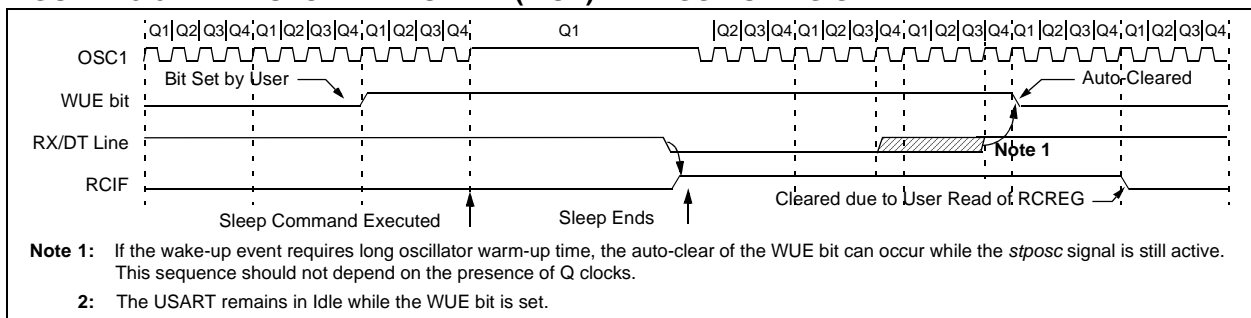 Q1 Q2 Q3 Q4 Q1 Q2 Q3 Q4 Q1 Q2 Q3 Q4 Q1 Q2 Q3 Q4 Q1 Q2 Q3 Q4 Q1 Q2 Q3 Q4 Q1 Q2 Q3 Q4 Q1 Q2 Q3 Q4
OSC1
Bit Set by User
Auto-Cleared
WUE bit
RX/DT Line
Note 1
RCIF
Cleared due to User Read of RCREG
Sleep Command Executed
Sleep Ends
Note 1: If the wake-up event requires long oscillator warm-up time, the auto-clear of the WUE bit can occur while the stposc signal is still active.
This sequence should not depend on the presence of Q clocks.
2: The USART remains in Idle while the WUE bit is set.